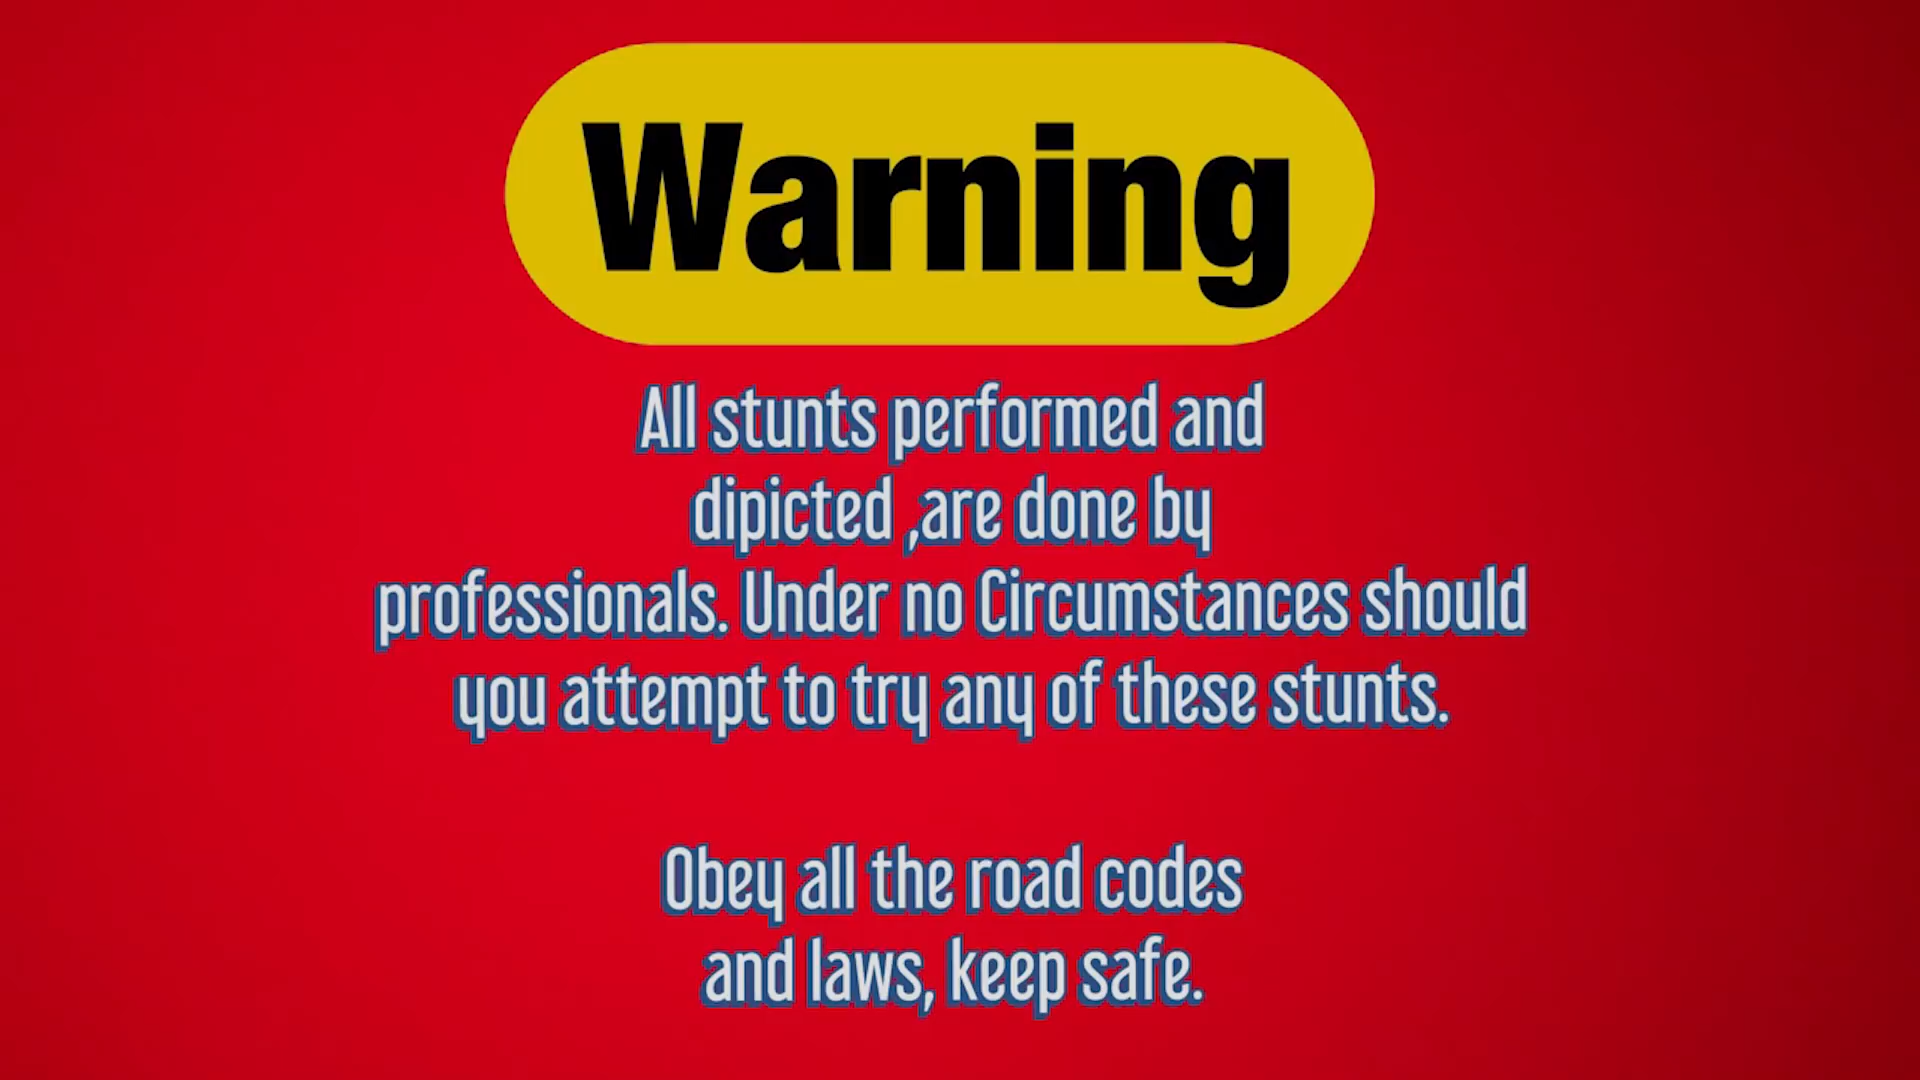 Warning
All stunts performed and
dipicted ,are done by
professionals. Under no Circumstances should
you attempt to try any of these stunts.
Obey all the road codes
and laws, keep safe.